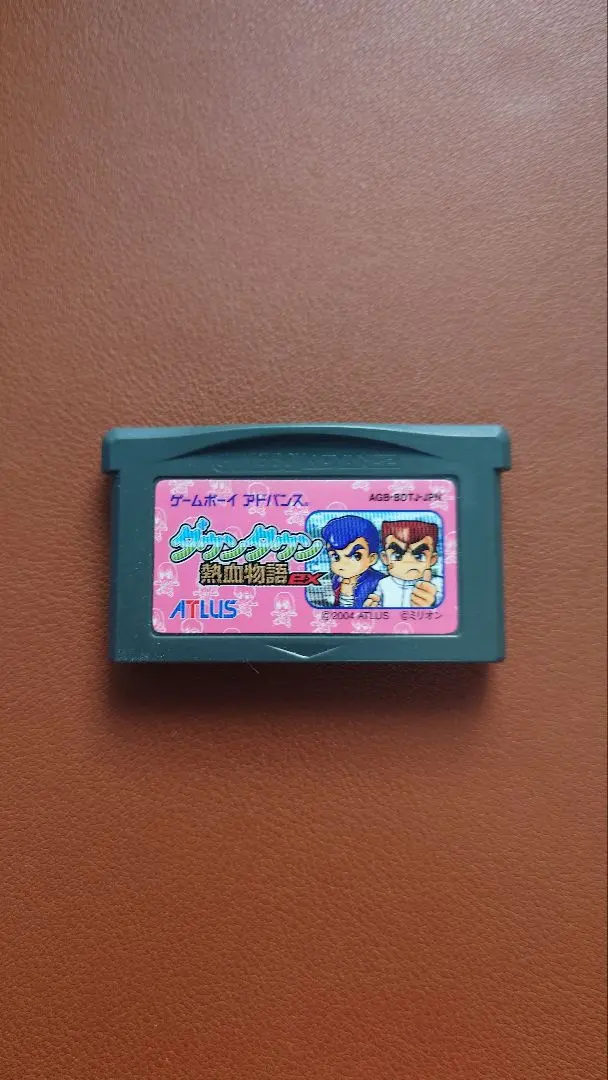 ゲームボーイ アドバンス®
AGB-BDTJ-JPN
ダウンタウン
熱血物語EX
ATLUS
©2004 ATLUS ©ミリオン